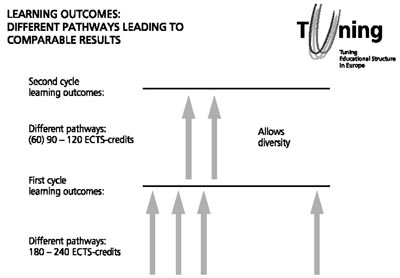 LEARNING OUTCOMES:
DIFFERENT PATHWAYS LEADING TO
COMPARABLE RESULTS
Tuning
Tuning
Educational Structure
in Europe
Second cycle
learning outcomes:
Different pathways:
(60) 90 – 120 ECTS-credits
Allows
diversity
First cycle
learning outcomes:
Different pathways:
180 – 240 ECTS-credits